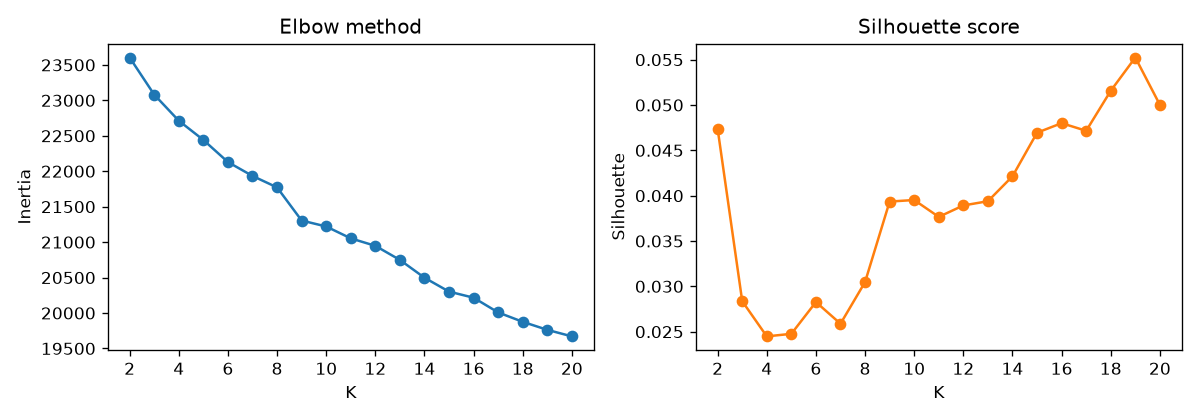 Elbow method
Inertia
23500
23000
22500
22000
21500
21000
20500
20000
19500
2 4 6 8 10 12 14 16 18 20
K
Silhouette score
Silhouette
0.055
0.050
0.045
0.040
0.035
0.030
0.025
2 4 6 8 10 12 14 16 18 20
K